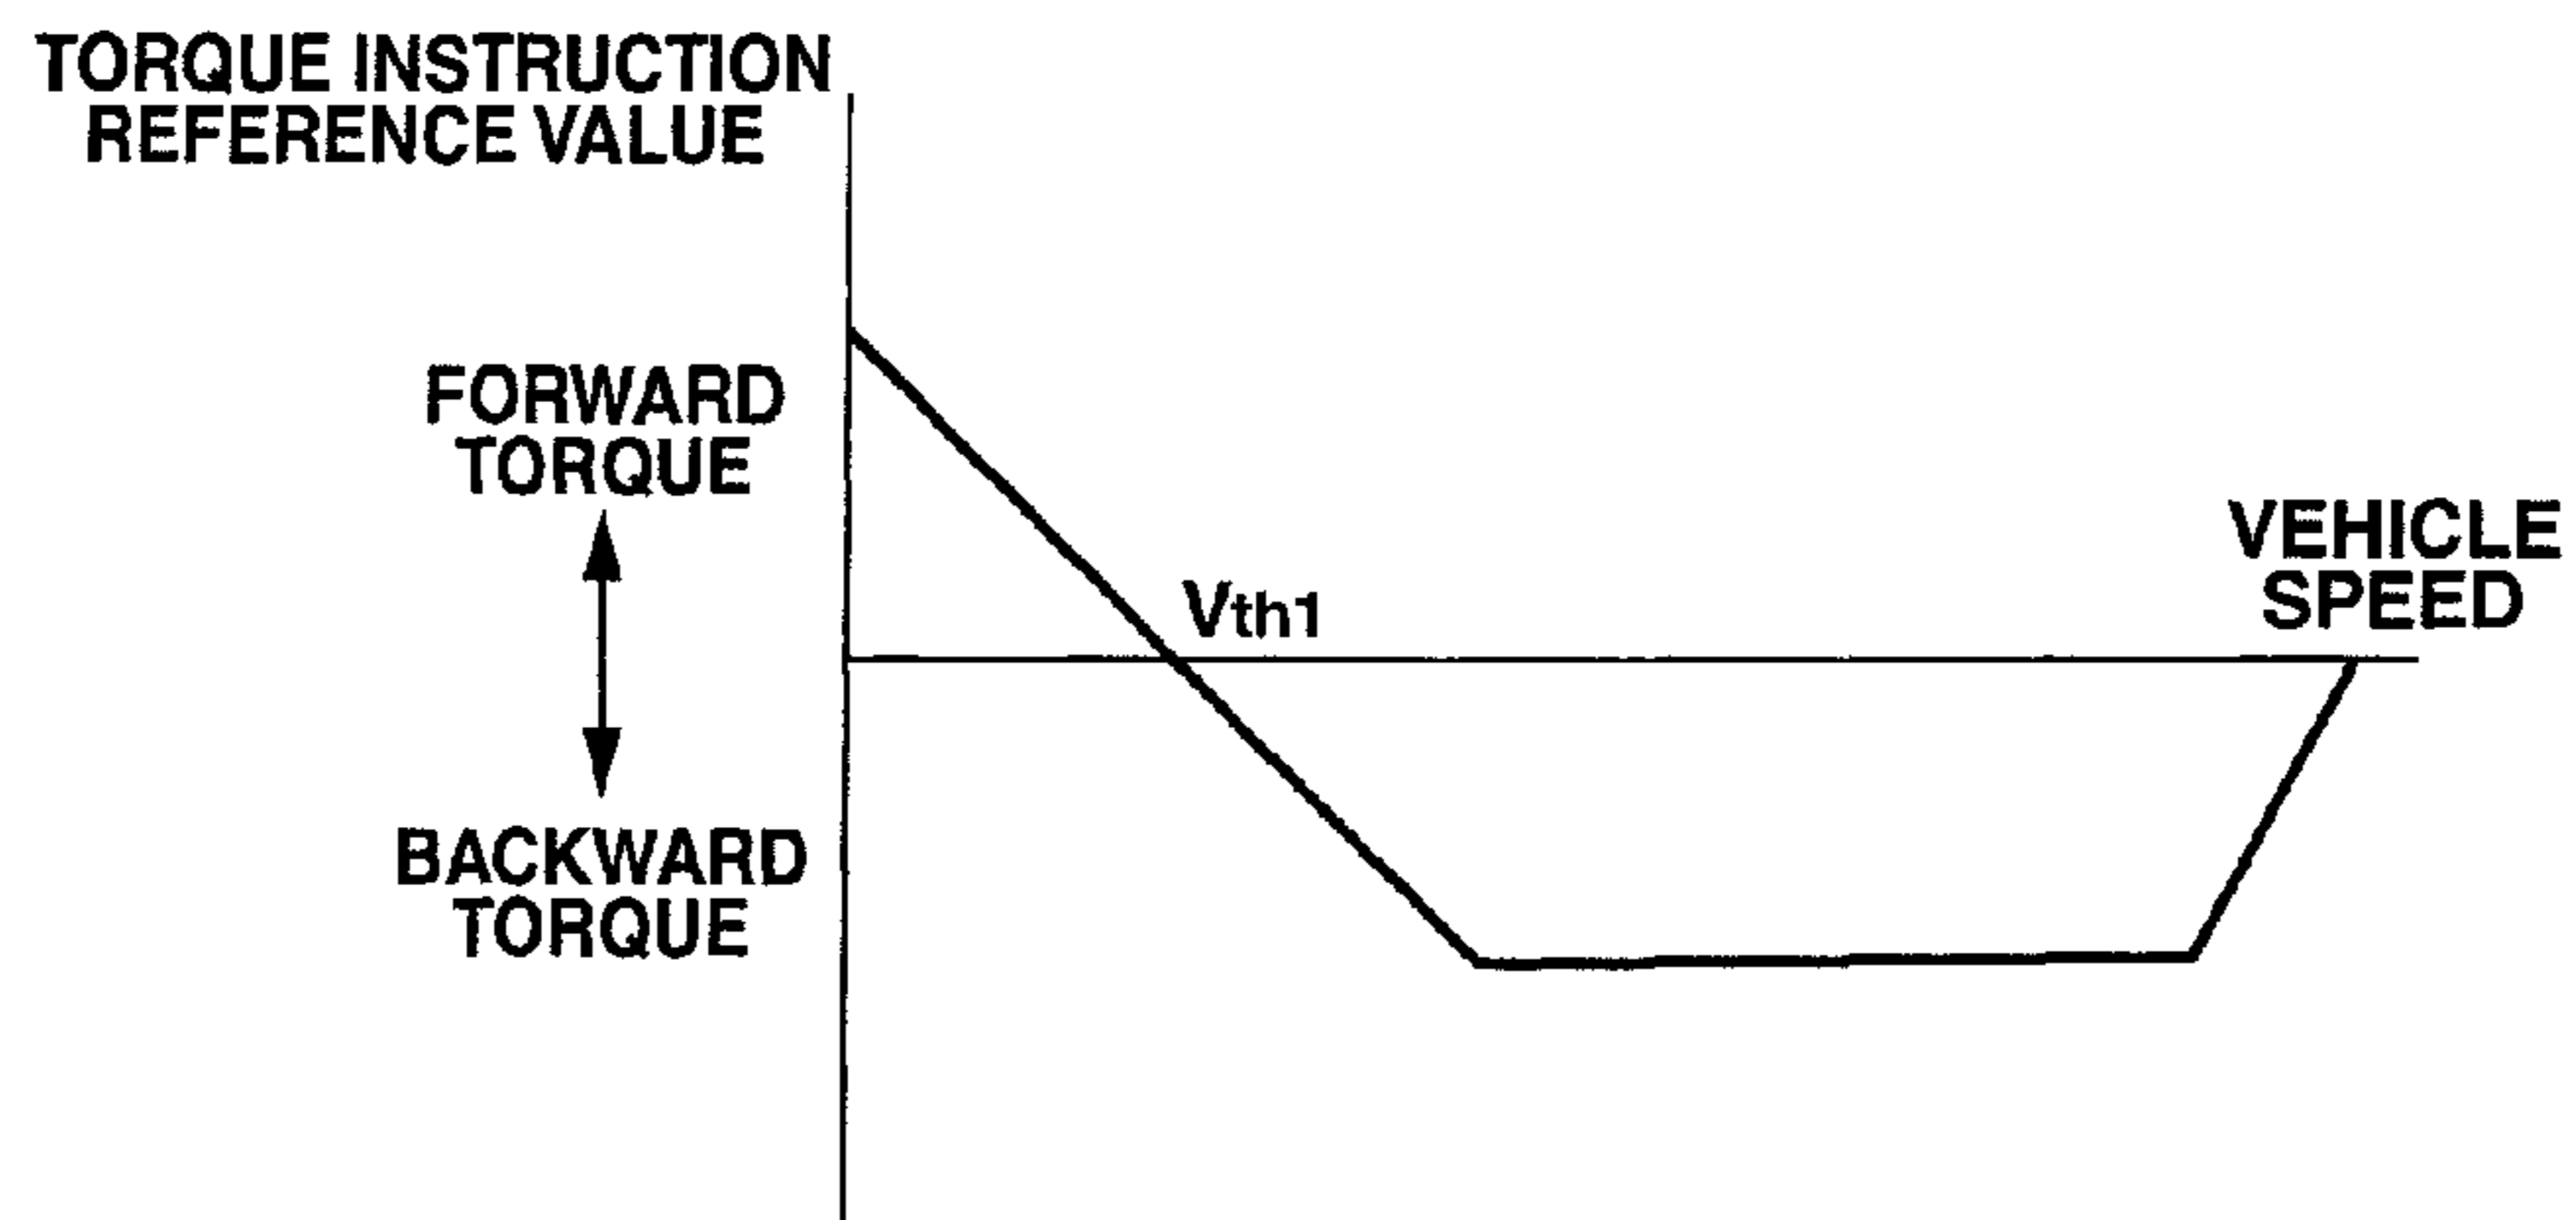 TORQUE INSTRUCTION
REFERENCE VALUE
FORWARD
TORQUE
VEHICLE
SPEED
Vth1
BACKWARD
TORQUE